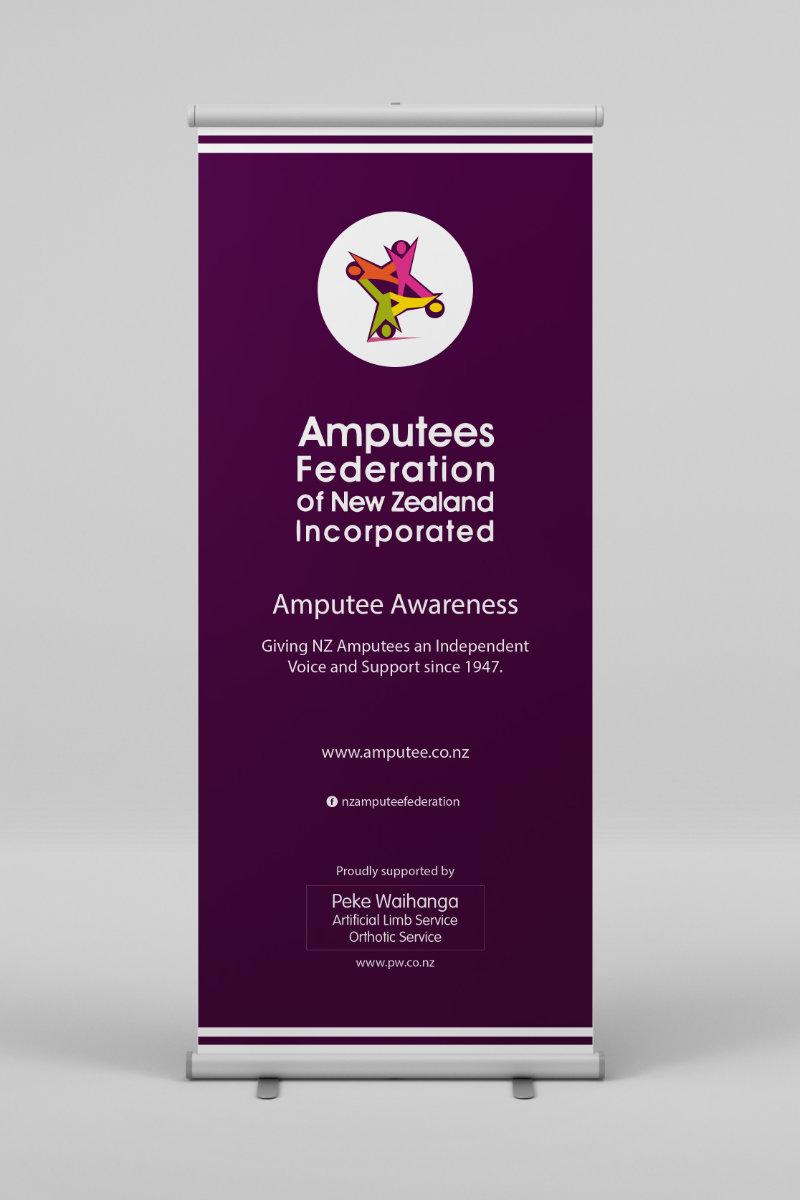 Amputees
Federation
of New Zealand
Incorporated
Amputee Awareness
Giving NZ Amputees an Independent
Voice and Support since 1947.
www.amputee.co.nz
nzamputeefederation
Proudly supported by
Peke Waihanga
Artificial Limb Service
Orthotic Service
www.pw.co.nz